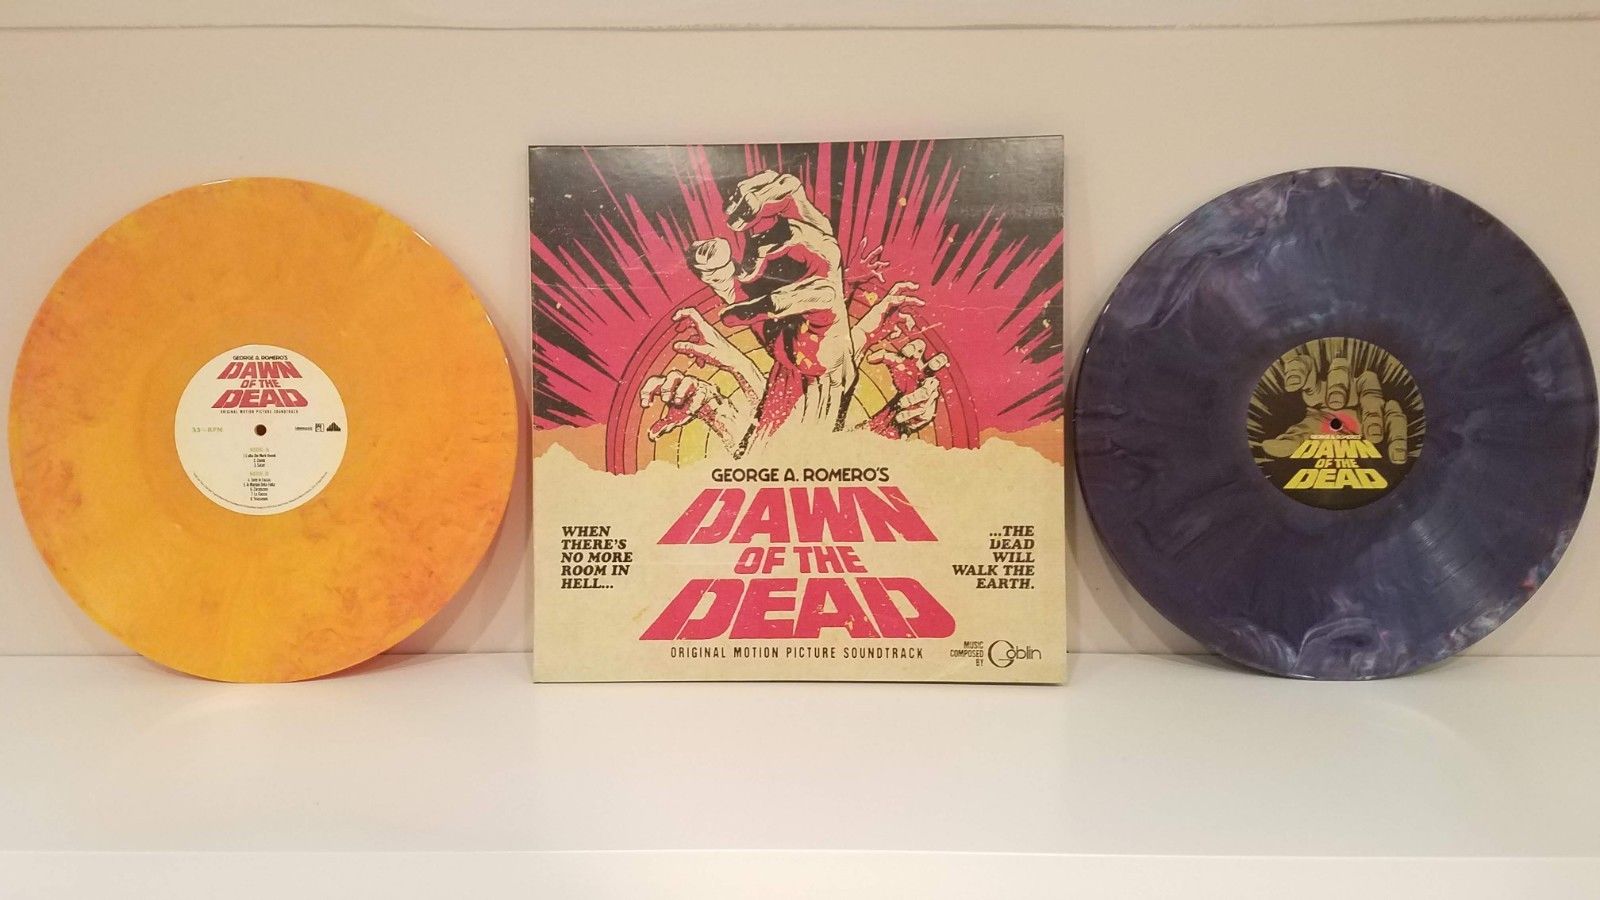 GEORGE A. ROMERO'S
DAWN
OF THE
DEAD
ORIGINAL MOTION PICTURE SOUNDTRACK
33 ⅓ RPM
GEORGE A. ROMERO'S
DAWN
OF THE
DEAD
WHEN
THERE'S
NO MORE
ROOM IN
HELL...
...THE
DEAD
WILL
WALK THE
EARTH.
ORIGINAL MOTION PICTURE SOUNDTRACK
MUSIC
COMPOSED
BY
Goblin
GEORGE A. ROMERO'S
DAWN
OF THE
DEAD